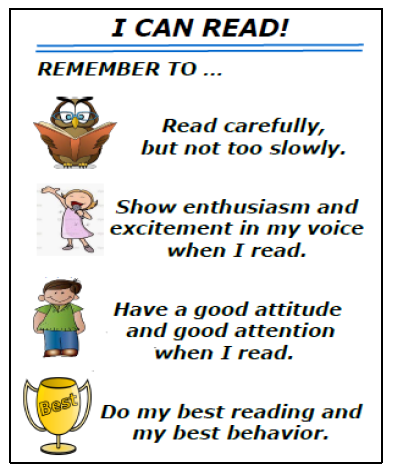 I CAN READ!
REMEMBER TO ...
Read carefully,
but not too slowly.
Show enthusiasm and
excitement in my voice
when I read.
Have a good attitude
and good attention
when I read.
Best
Do my best reading and
my best behavior.